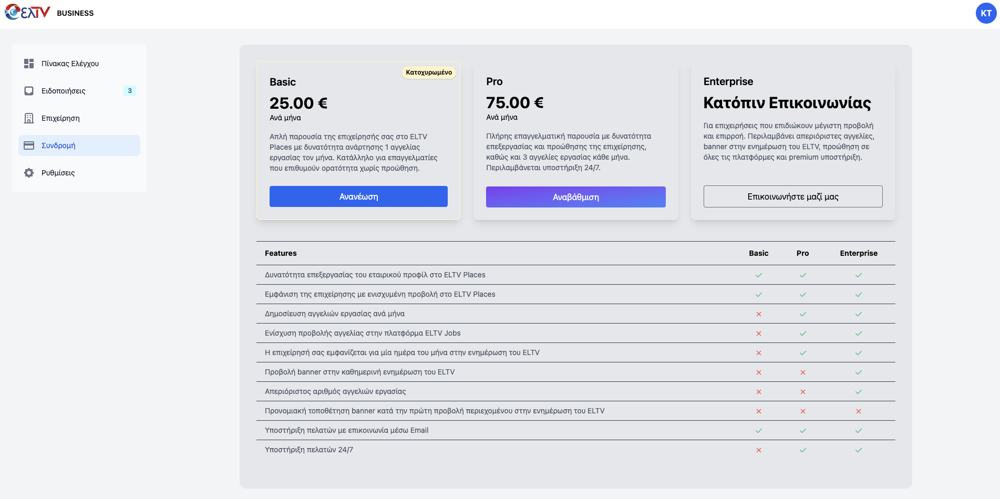 ελTV BUSINESS
KT
Πίνακας Ελέγχου
Ειδοποιήσεις 3
Επιχείρηση
Συνδρομή
Ρυθμίσεις
Κατοχυρωμένο
Basic
25.00 €
Ανά μήνα
Απλή παρουσία της επιχείρησής σας στο ELTV
Places με δυνατότητα ανάρτησης 1 αγγελίας
εργασίας τον μήνα. Κατάλληλο για επαγγελματίες
που επιθυμούν ορατότητα χωρίς προώθηση.
Ανανέωση
Pro
75.00 €
Ανά μήνα
Πλήρης επαγγελματική παρουσία με δυνατότητα
επεξεργασίας και προώθησης της επιχείρησης,
καθώς και 3 αγγελίες εργασίας κάθε μήνα.
Περιλαμβάνεται υποστήριξη 24/7.
Αναβάθμιση
Enterprise
Κατόπιν Επικοινωνίας
Για επιχειρήσεις που επιδιώκουν μέγιστη προβολή
και επιρροή. Περιλαμβάνει απεριόριστες αγγελίες,
banner στην ενημέρωση του ELTV, προώθηση σε
όλες τις πλατφόρμες και premium υποστήριξη.
Επικοινωνήστε μαζί μας
Features Basic Pro Enterprise
Δυνατότητα επεξεργασίας του εταιρικού προφίλ στο ELTV Places
Εμφάνιση της επιχείρησης με ενισχυμένη προβολή στο ELTV Places
Δημοσίευση αγγελιών εργασίας ανά μήνα
Ενίσχυση προβολής αγγελίας στην πλατφόρμα ELTV Jobs
Η επιχείρησή σας εμφανίζεται για μία ημέρα του μήνα στην ενημέρωση του ELTV
Προβολή banner στην καθημερινή ενημέρωση του ELTV
Απεριόριστος αριθμός αγγελιών εργασίας
Προνομιακή τοποθέτηση banner κατά την πρώτη προβολή περιεχομένου στην ενημέρωση του ELTV
Υποστήριξη πελατών με επικοινωνία μέσω Email
Υποστήριξη πελατών 24/7